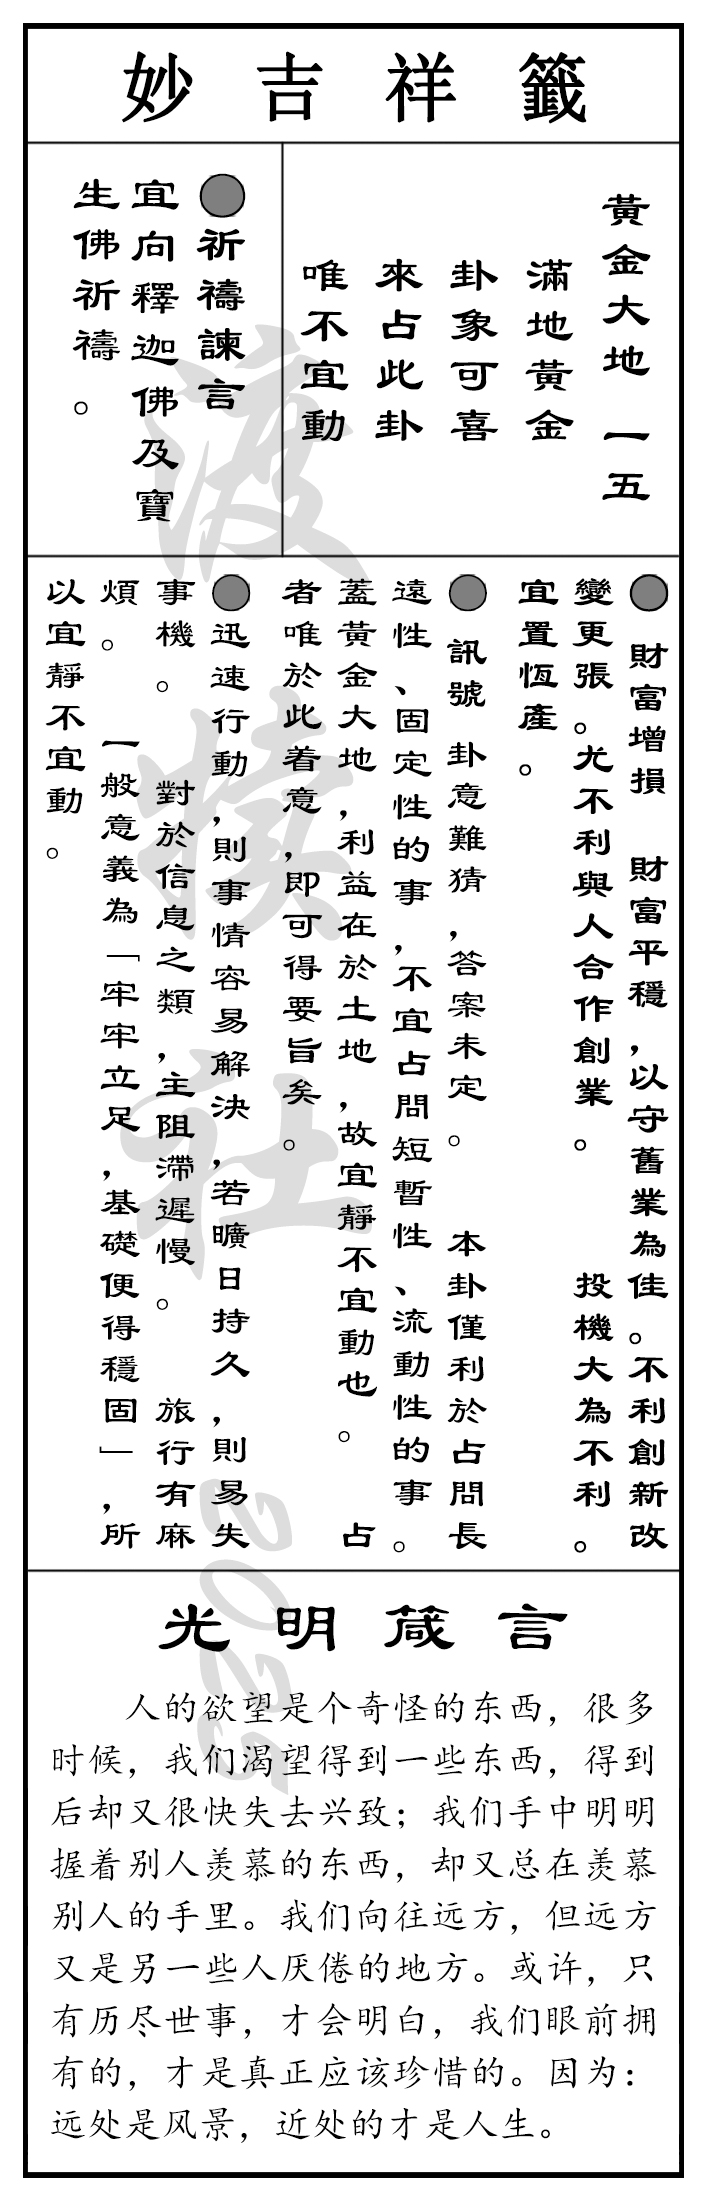 妙吉祥籤
黃金大地 一五
滿地黃金
卦象可喜
來占此卦
唯不宜動
●祈禱諫言
宜向釋迦佛及寶
生佛祈禱。
● 財富增損 財富平穩，以守舊業為佳。不利創新改
變更張。尤不利與人合作創業。 投機大為不利。
宜置恆產。
● 訊號 卦意難猜，答案未定。 本卦僅利於占問長
遠性、固定性的事，不宜占問短暫性、流動性的事。
蓋黃金大地，利益在於土地，故宜靜不宜動也。 占
者唯於此着意，即可得要旨矣。
●迅速行動，則事情容易解決，若曠日持久，則易失
事機。 對於信息之類，主阻滯遲慢。 旅行有麻
煩。 一般意義為「牢牢立足，基礎便得穩固」，所
以宜靜不宜動。
光明箴言
人的欲望是个奇怪的东西，很多
时候，我们渴望得到一些东西，得到
后却又很快失去兴致；我们手中明明
握着别人羡慕的东西，却又总在羡慕
别人的手里。我们向往远方，但远方
又是另一些人厌倦的地方。或许，只
有历尽世事，才会明白，我们眼前拥
有的，才是真正应该珍惜的。因为：
远处是风景，近处的才是人生。
渡犊社2025